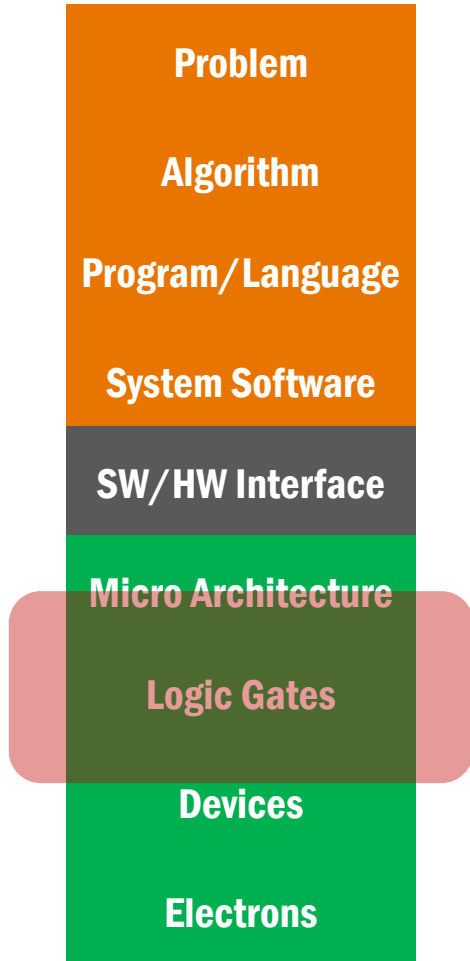 Problem
Algorithm
Program/Language
System Software
SW/HW Interface
Micro Architecture
Logic Gates
Devices
Electrons